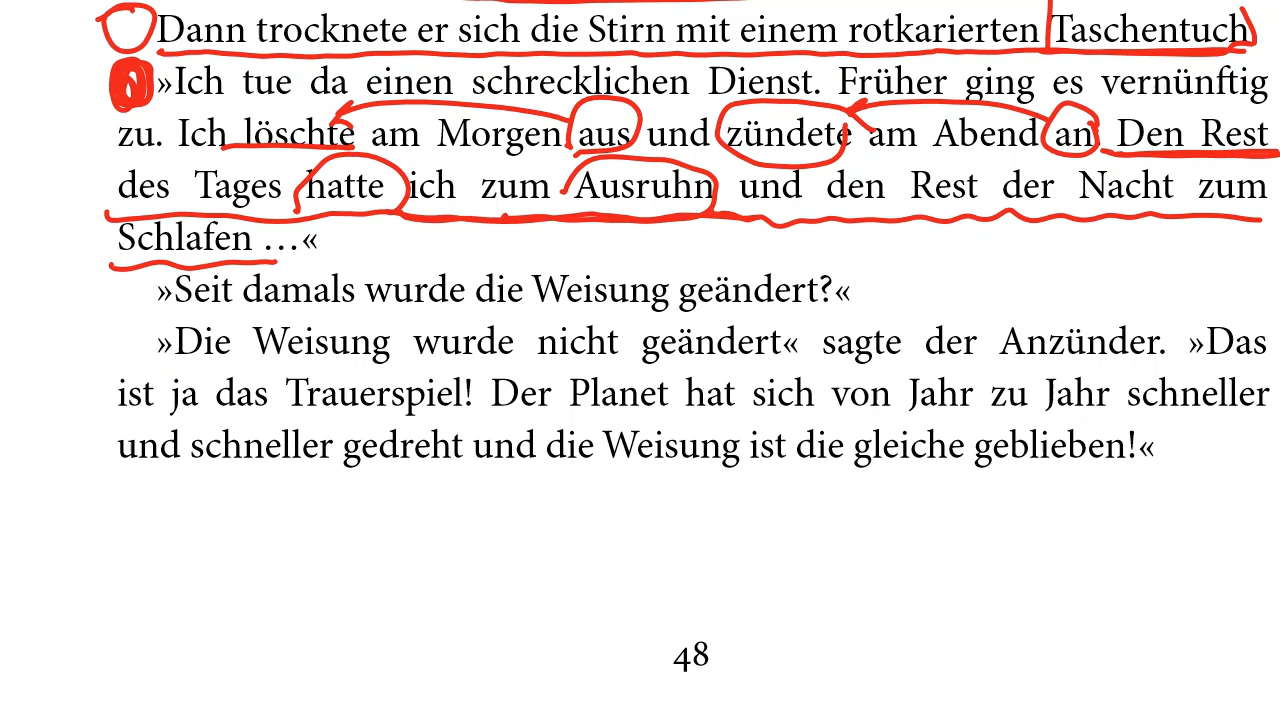 Dann trocknete er sich die Stirn mit einem rotkarierten Taschentuch
»Ich tue da einen schrecklichen Dienst. Früher ging es vernünftig
zu. Ich löschte am Morgen aus und zündete am Abend an. Den Rest
des Tages hatte ich zum Ausruhn und den Rest der Nacht zum
Schlafen …«
»Seit damals wurde die Weisung geändert?«
»Die Weisung wurde nicht geändert« sagte der Anzünder. »Das
ist ja das Trauerspiel! Der Planet hat sich von Jahr zu Jahr schneller
und schneller gedreht und die Weisung ist die gleiche geblieben!«
48